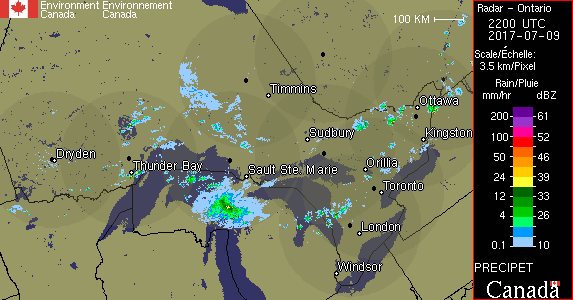 Environment Environnement
Canada Canada
Radar - Ontario
2200 UTC
2017-07-09
100 KM
Scale/Échelle:
3.5 km/Pixel
Rain/Pluie
mm/hr dBZ
200 61
100 52
50 46
24 39
12 33
4 26
0.1 10
PRECIPET
Canada
Timmins
Ottawa
Sudbury
Kingston
Dryden
Thunder Bay
Sault Ste. Marie
Orillia
Toronto
London
Windsor